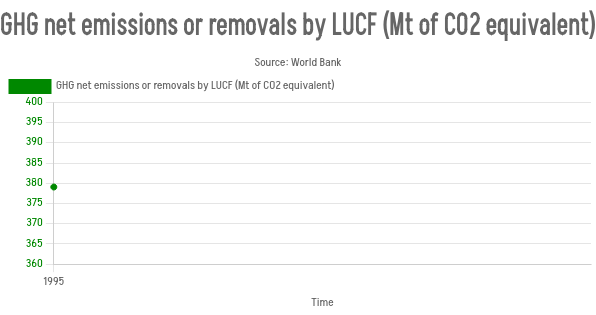 GHG net emissions or removals by LUCF (Mt of CO2 equivalent)
Source: World Bank
GHG net emissions or removals by LUCF (Mt of CO2 equivalent)
400
395
390
385
380
375
370
365
360
1995
Time